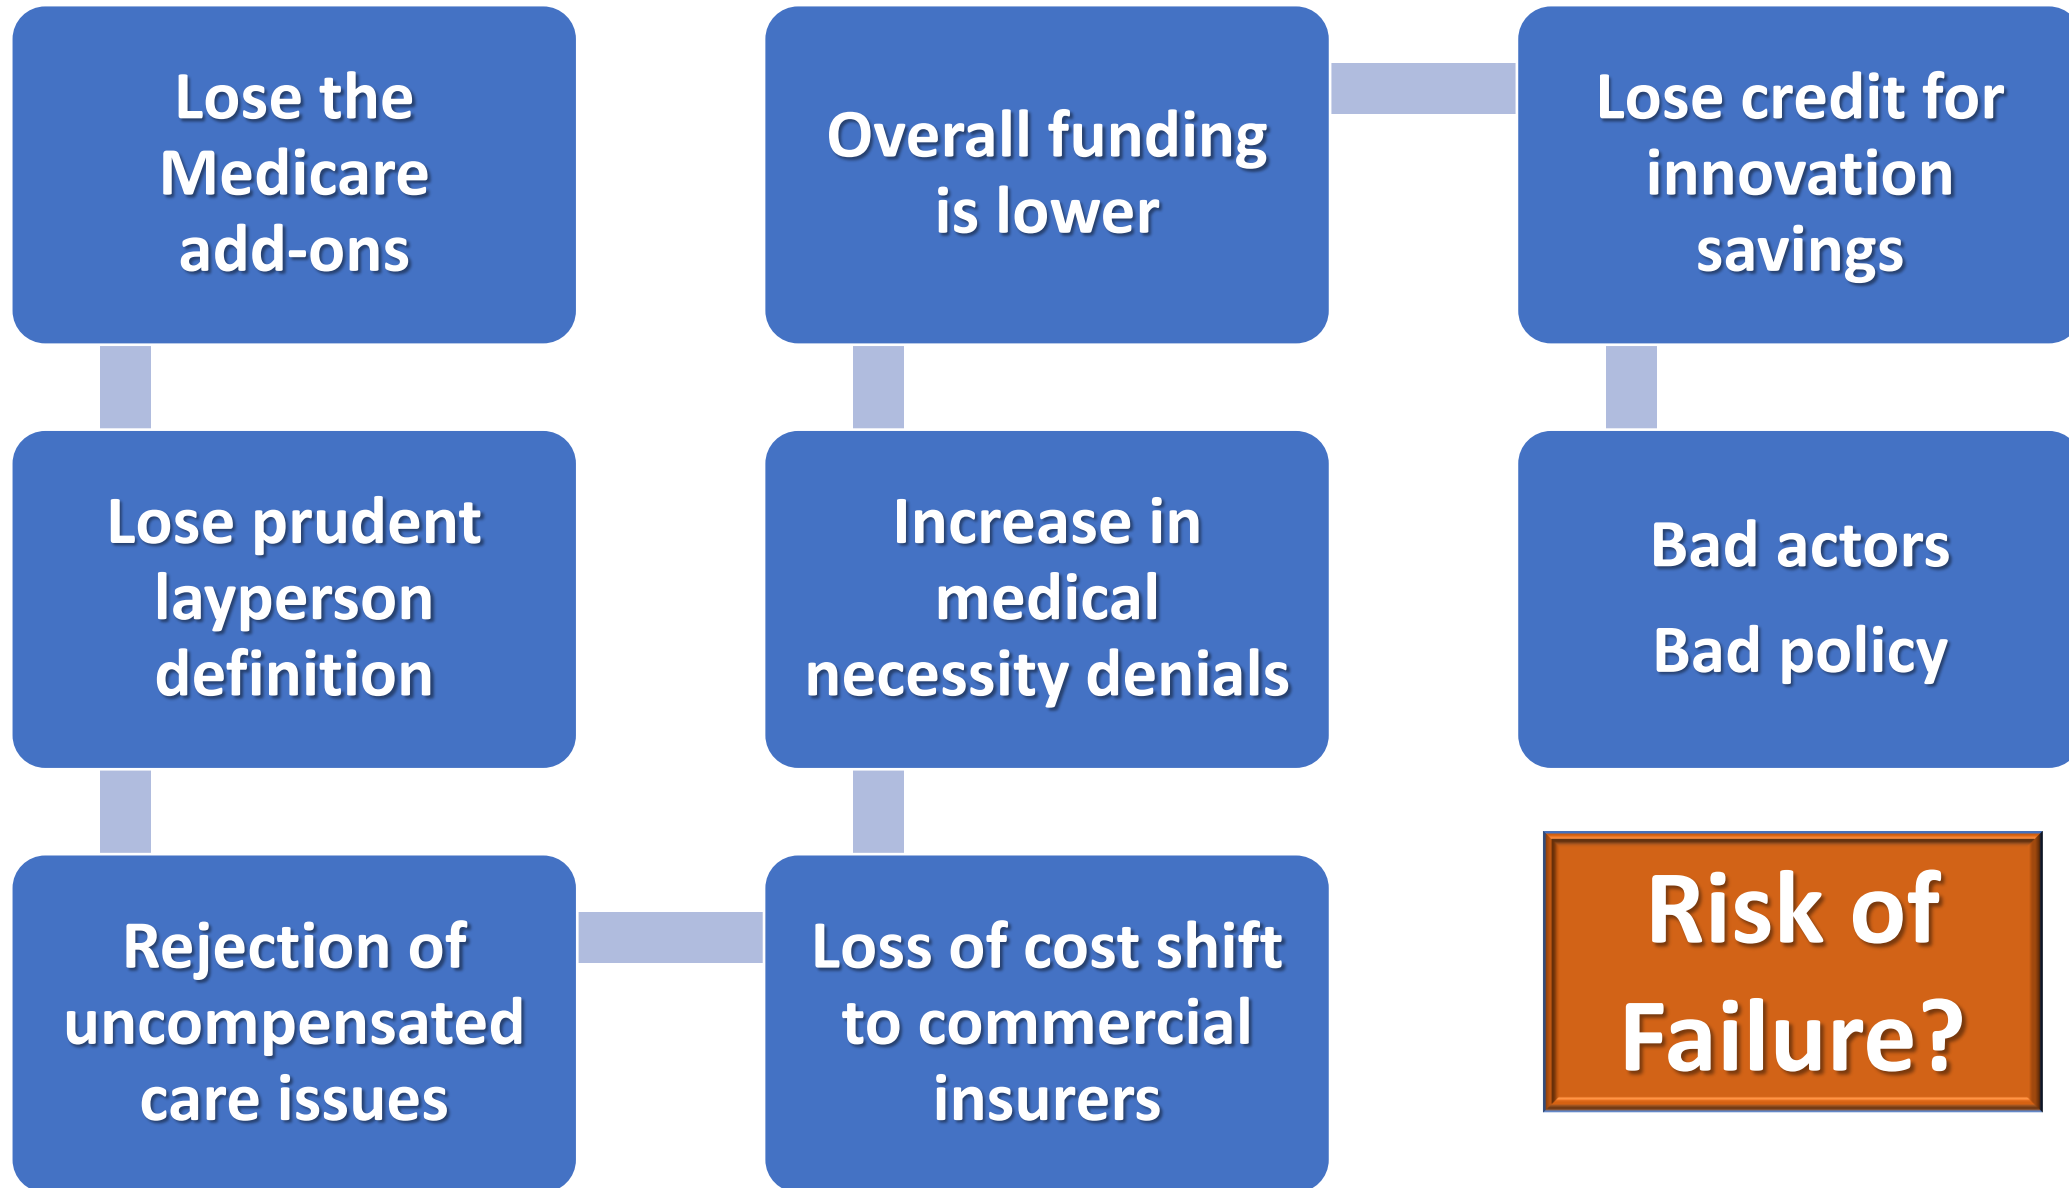 Lose the
Medicare
add-ons
Lose prudent
layperson
definition
Rejection of
uncompensated
care issues
Loss of cost shift
to commercial
insurers
Increase in
medical
necessity denials
Overall funding
is lower
Lose credit for
innovation
savings
Bad actors
Bad policy
Risk of
Failure?